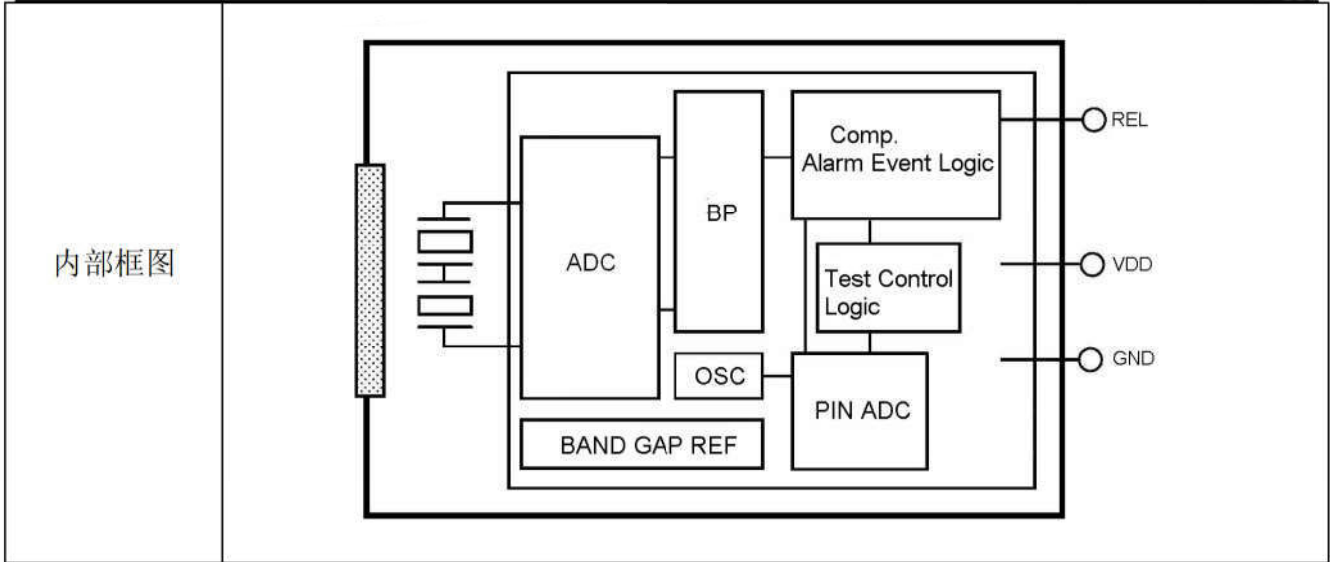 内部框图
ADC
BP
Comp.
Alarm Event Logic
Test Control
Logic
OSC
PIN ADC
BAND GAP REF
REL
VDD
GND